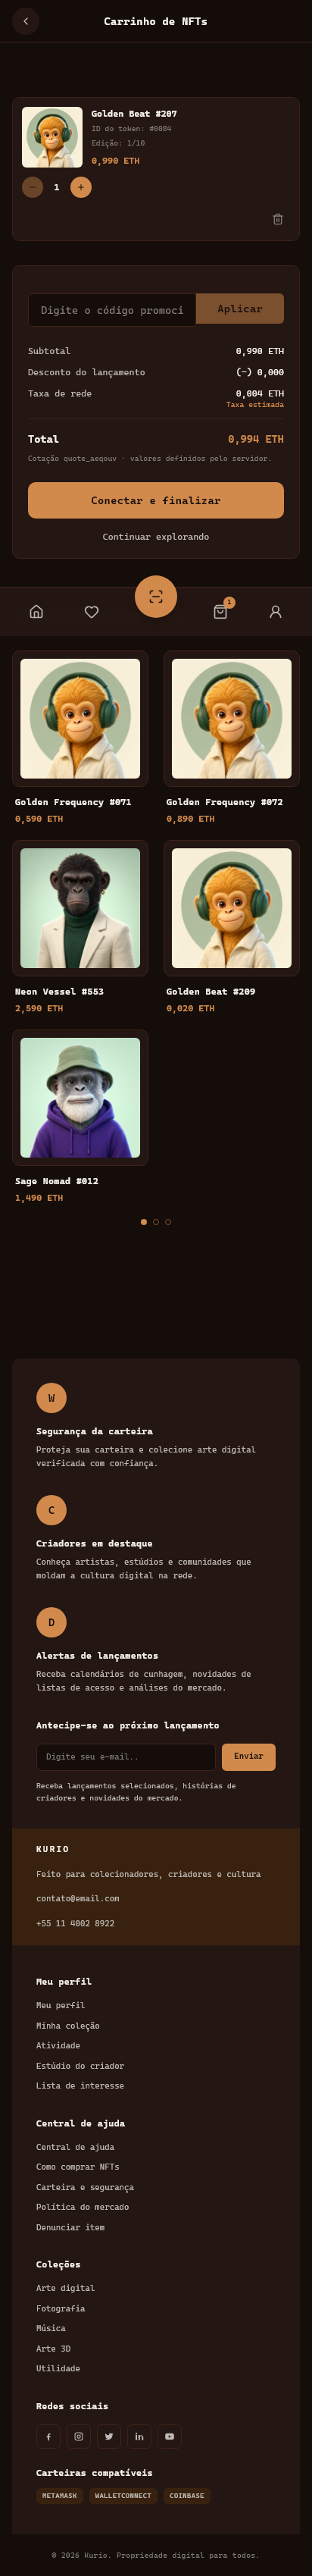 Carrinho de NFTs
Golden Beat #207
ID do token: #0084
Edição: 1/10
0,990 ETH
− 1 +
Digite o código promoci
Aplicar
Subtotal 0,990 ETH
Desconto do lançamento (−) 0,000
Taxa de rede 0,004 ETH
Taxa estimada
Total 0,994 ETH
Cotação quote_aeqouv · valores definidos pelo servidor.
Conectar e finalizar
Continuar explorando
1
Golden Frequency #071
0,590 ETH
Golden Frequency #072
0,890 ETH
Neon Vessel #553
2,590 ETH
Golden Beat #209
0,020 ETH
Sage Nomad #012
1,490 ETH
W
Segurança da carteira
Proteja sua carteira e colecione arte digital
verificada com confiança.
C
Criadores em destaque
Conheça artistas, estúdios e comunidades que
moldam a cultura digital na rede.
D
Alertas de lançamentos
Receba calendários de cunhagem, novidades de
listas de acesso e análises do mercado.
Antecipe-se ao próximo lançamento
Digite seu e-mail..
Enviar
Receba lançamentos selecionados, histórias de
criadores e novidades do mercado.
KURIO
Feito para colecionadores, criadores e cultura
contato@email.com
+55 11 4002 8922
Meu perfil
Meu perfil
Minha coleção
Atividade
Estúdio do criador
Lista de interesse
Central de ajuda
Central de ajuda
Como comprar NFTs
Carteira e segurança
Política do mercado
Denunciar item
Coleções
Arte digital
Fotografia
Música
Arte 3D
Utilidade
Redes sociais
Carteiras compatíveis
METAMASK WALLETCONNECT COINBASE
© 2026 Kurio. Propriedade digital para todos.